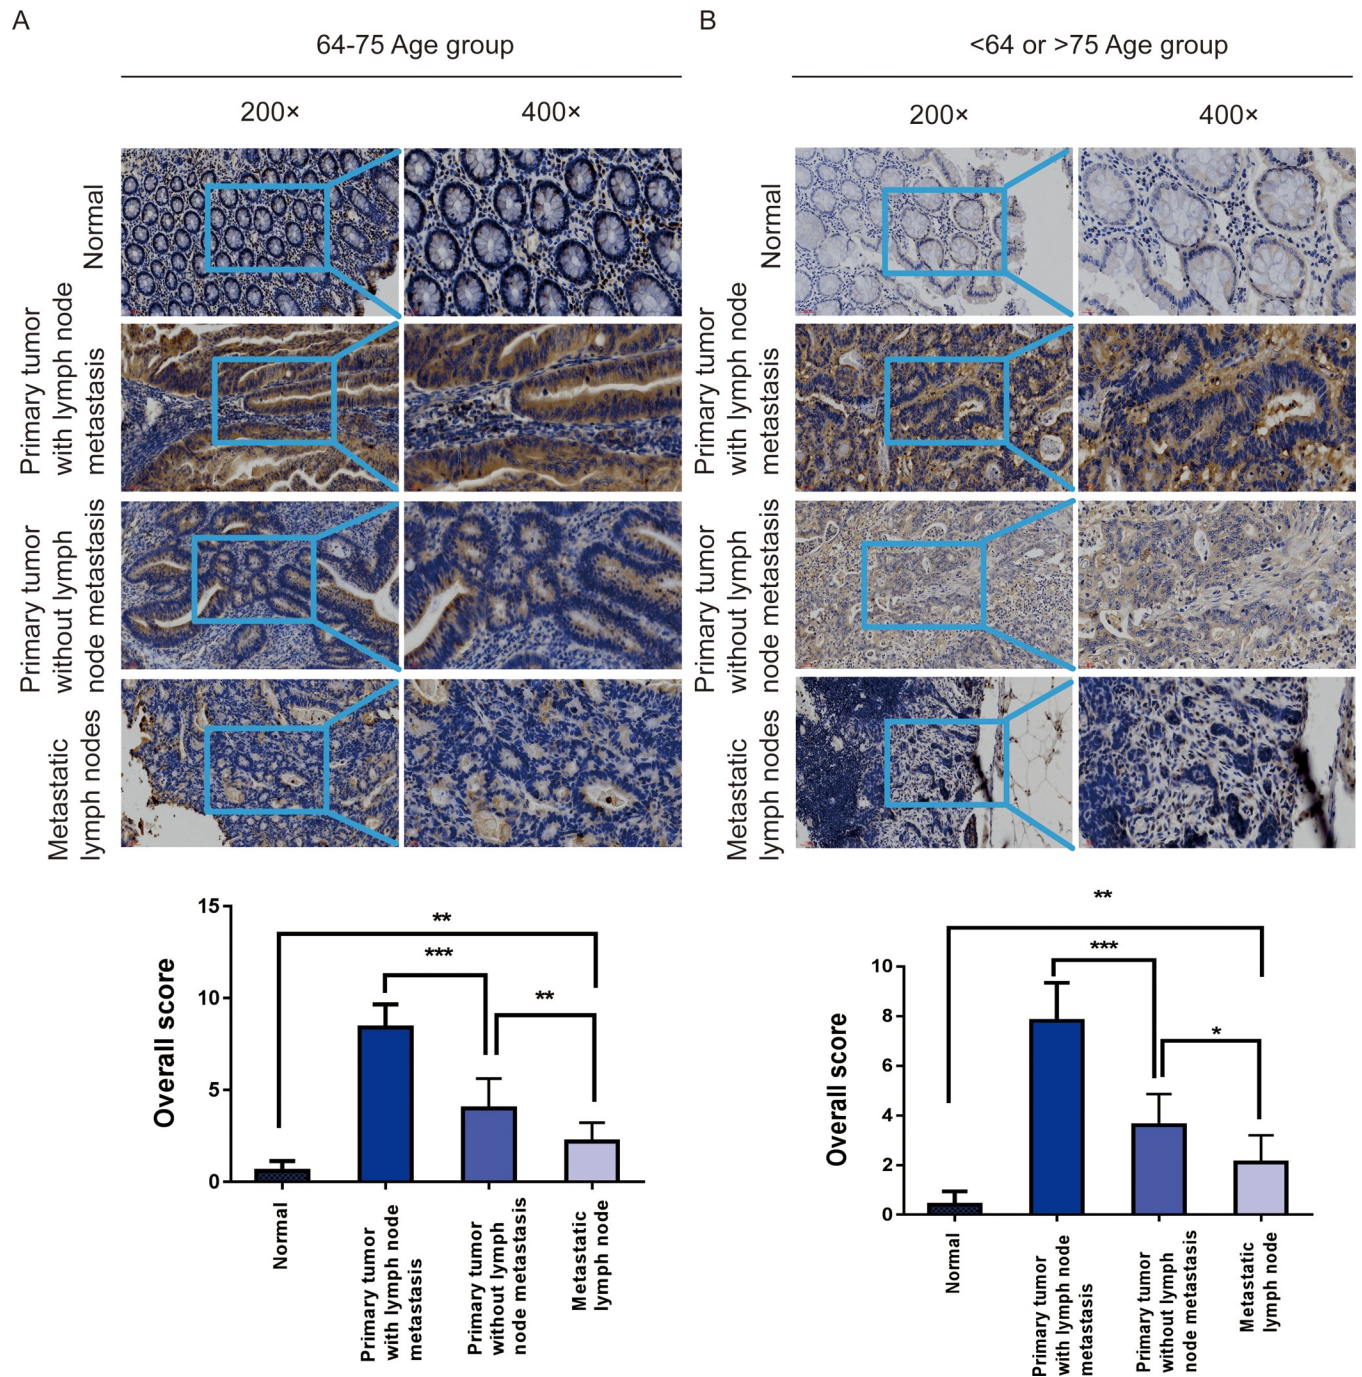 A
64-75 Age group
200×
400×
Normal
Primary tumor
with lymph node
metastasis
Primary tumor
without lymph
node metastasis
Metastatic
lymph nodes
15
10
5
0
Overall score
**
***
**
Normal
Primary tumor
with lymph node
metastasis
Primary tumor
without lymph
node metastasis
Metastatic
lymph node
B
<64 or >75 Age group
200×
400×
Normal
Primary tumor
with lymph node
metastasis
Primary tumor
without lymph
node metastasis
Metastatic
lymph nodes
10
8
6
4
2
0
Overall score
**
***
*
Normal
Primary tumor
with lymph node
metastasis
Primary tumor
without lymph
node metastasis
Metastatic
lymph node